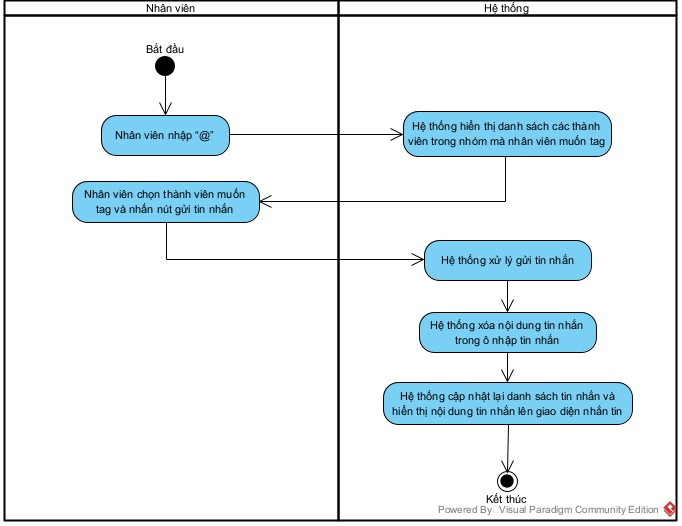 Nhân viên
Hệ thống
Bắt đầu
Nhân viên nhập “@”
Hệ thống hiển thị danh sách các thành
viên trong nhóm mà nhân viên muốn tag
Nhân viên chọn thành viên muốn
tag và nhấn nút gửi tin nhắn
Hệ thống xử lý gửi tin nhắn
Hệ thống xóa nội dung tin nhắn
trong ô nhập tin nhắn
Hệ thống cập nhật lại danh sách tin nhắn và
hiển thị nội dung tin nhắn lên giao diện nhắn tin
Kết thúc
Powered By Visual Paradigm Community Edition